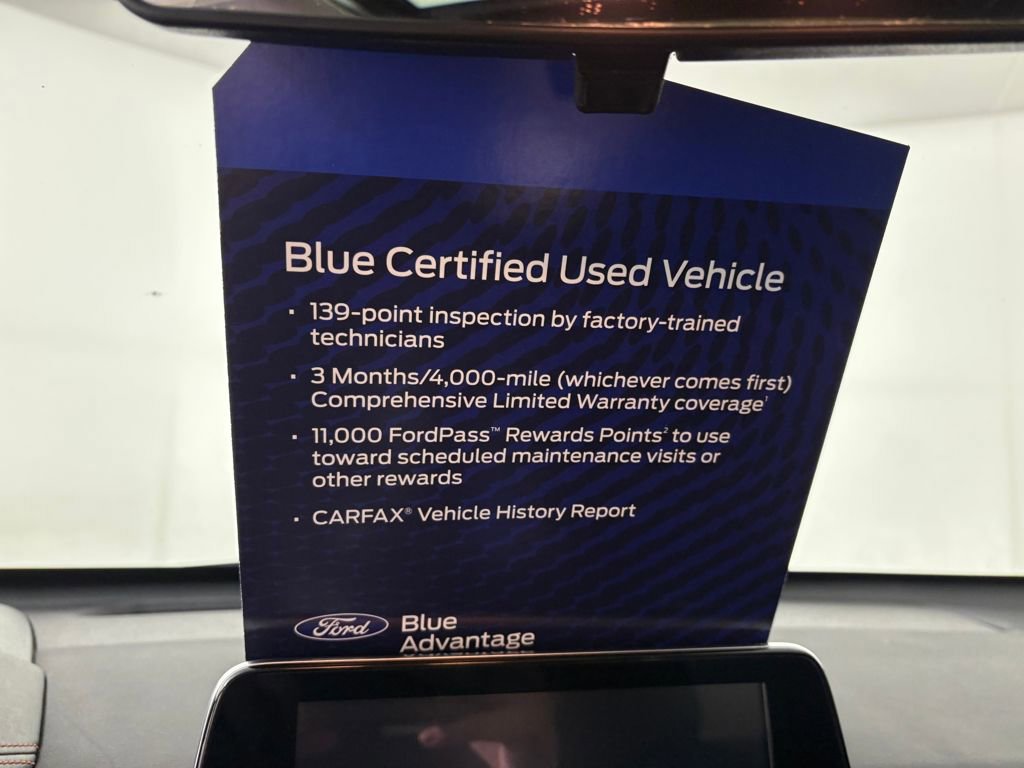 Blue Certified Used Vehicle
· 139-point inspection by factory-trained
technicians
· 3 Months/4,000-mile (whichever comes first)
Comprehensive Limited Warranty coverage¹
· 11,000 FordPass™ Rewards Points² to use
toward scheduled maintenance visits or
other rewards
· CARFAX® Vehicle History Report
Ford
Blue
Advantage